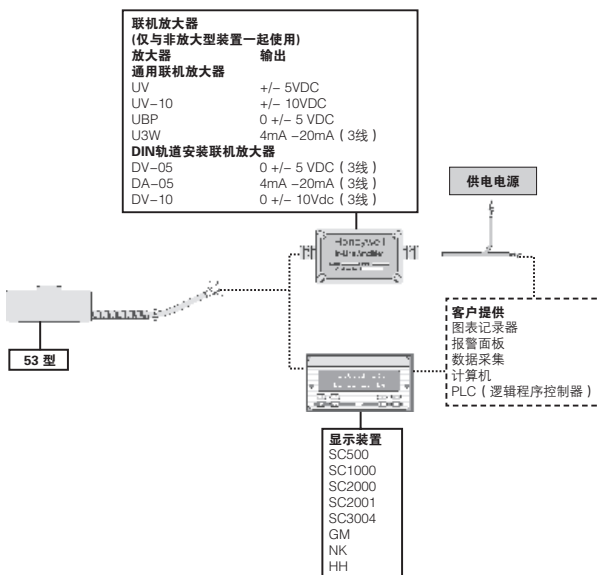 联机放大器
(仅与非放大型装置一起使用)
放大器 输出
通用联机放大器
UV +/– 5VDC
UV–10 +/– 10VDC
UBP 0 +/– 5 VDC
U3W 4mA –20mA（3线）
DIN轨道安装联机放大器
DV–05 0 +/– 5 VDC（3线）
DA–05 4mA –20mA（3线）
DV–10 0 +/– 10Vdc（3线）
供电电源
Honeywell
In-Line Amplifier
53 型
客户提供
图表记录器
报警面板
数据采集
计算机
PLC（逻辑程序控制器）
显示装置
SC500
SC1000
SC2000
SC2001
SC3004
GM
NK
HH